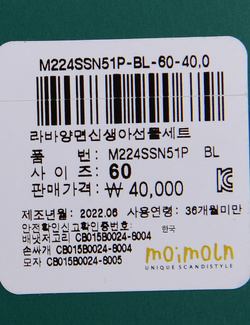 M224SSN51P-BL-60-40,0
라바양면신생아선물세트
품 번: M224SSN51P BL
사 이 즈: 60
판매가격: ₩ 40,000
제조년월: 2022.06 사용연령: 36개월미만
안전확인신고확인증번호: 한국
배냇저고리 CB015B0024-8004
손싸개 CB015B0024-8004
모자 CB015B0024-8005
moimoln
UNIQUE SCANDISTYLE